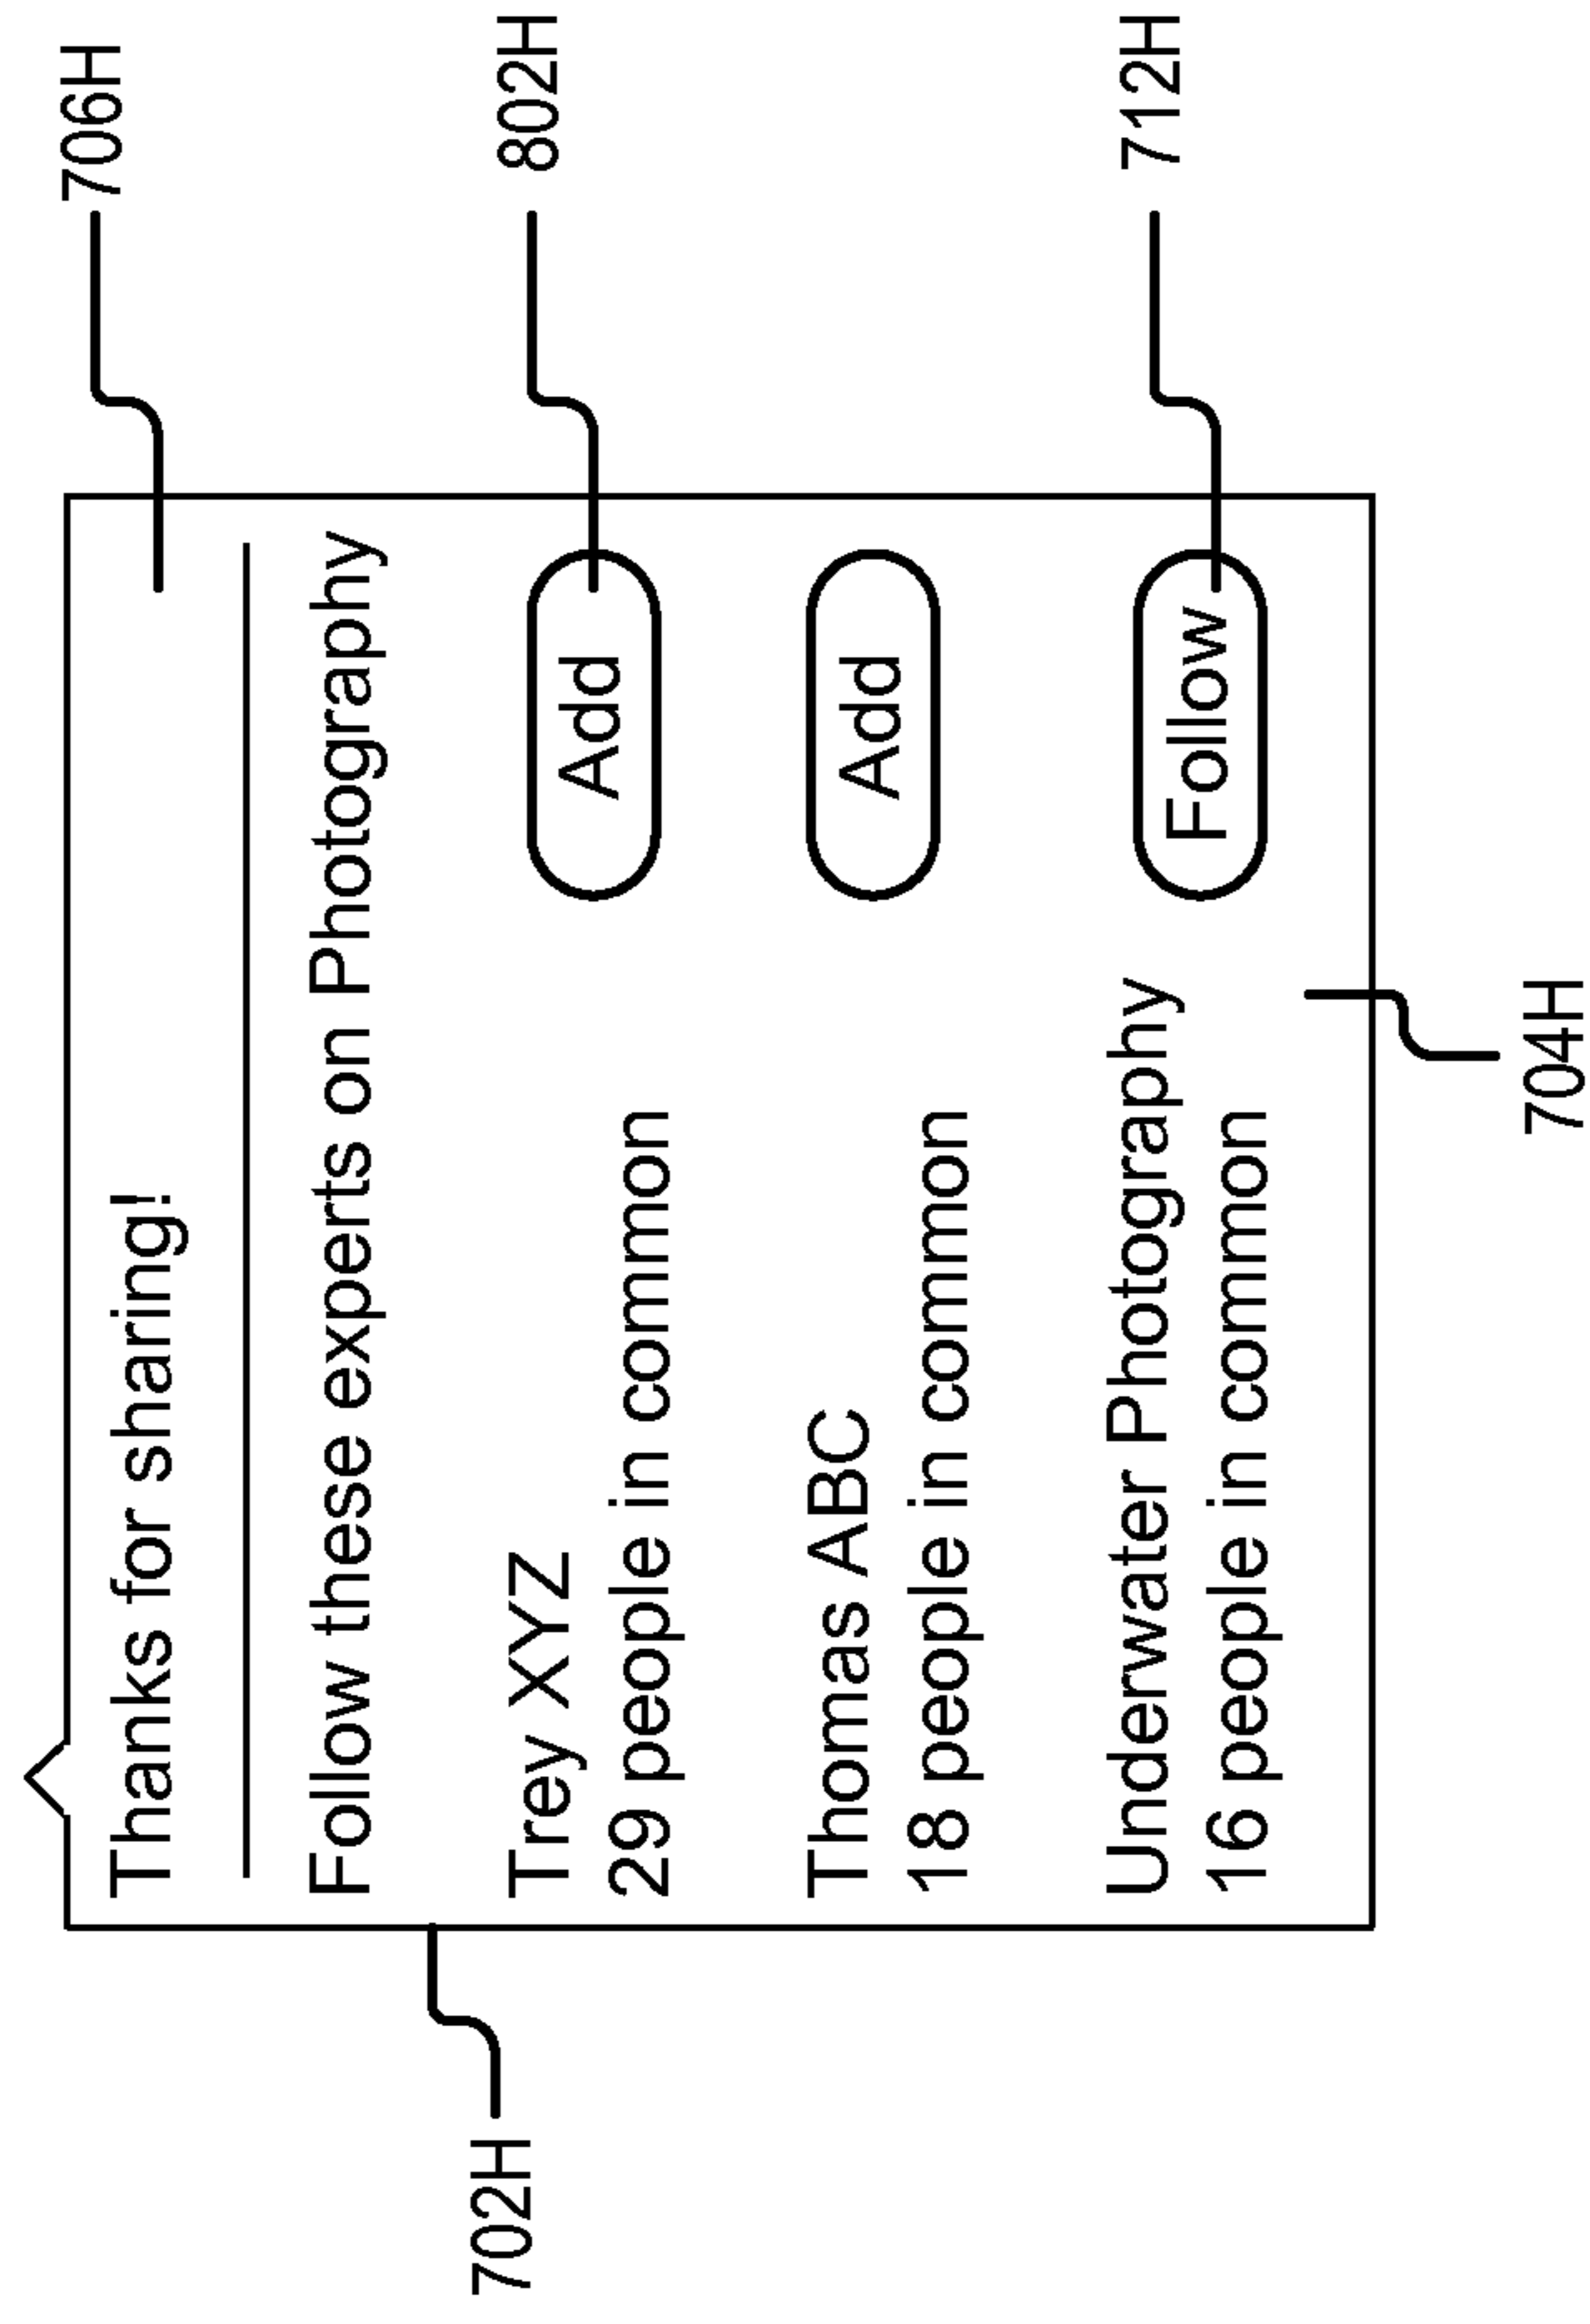 706H
Thanks for sharing!
702H
Follow these experts on Photography
Trey XYZ
Add
802H
29 people in common
Thomas ABC
Add
18 people in common
Underwater Photography
Follow
712H
16 people in common
704H